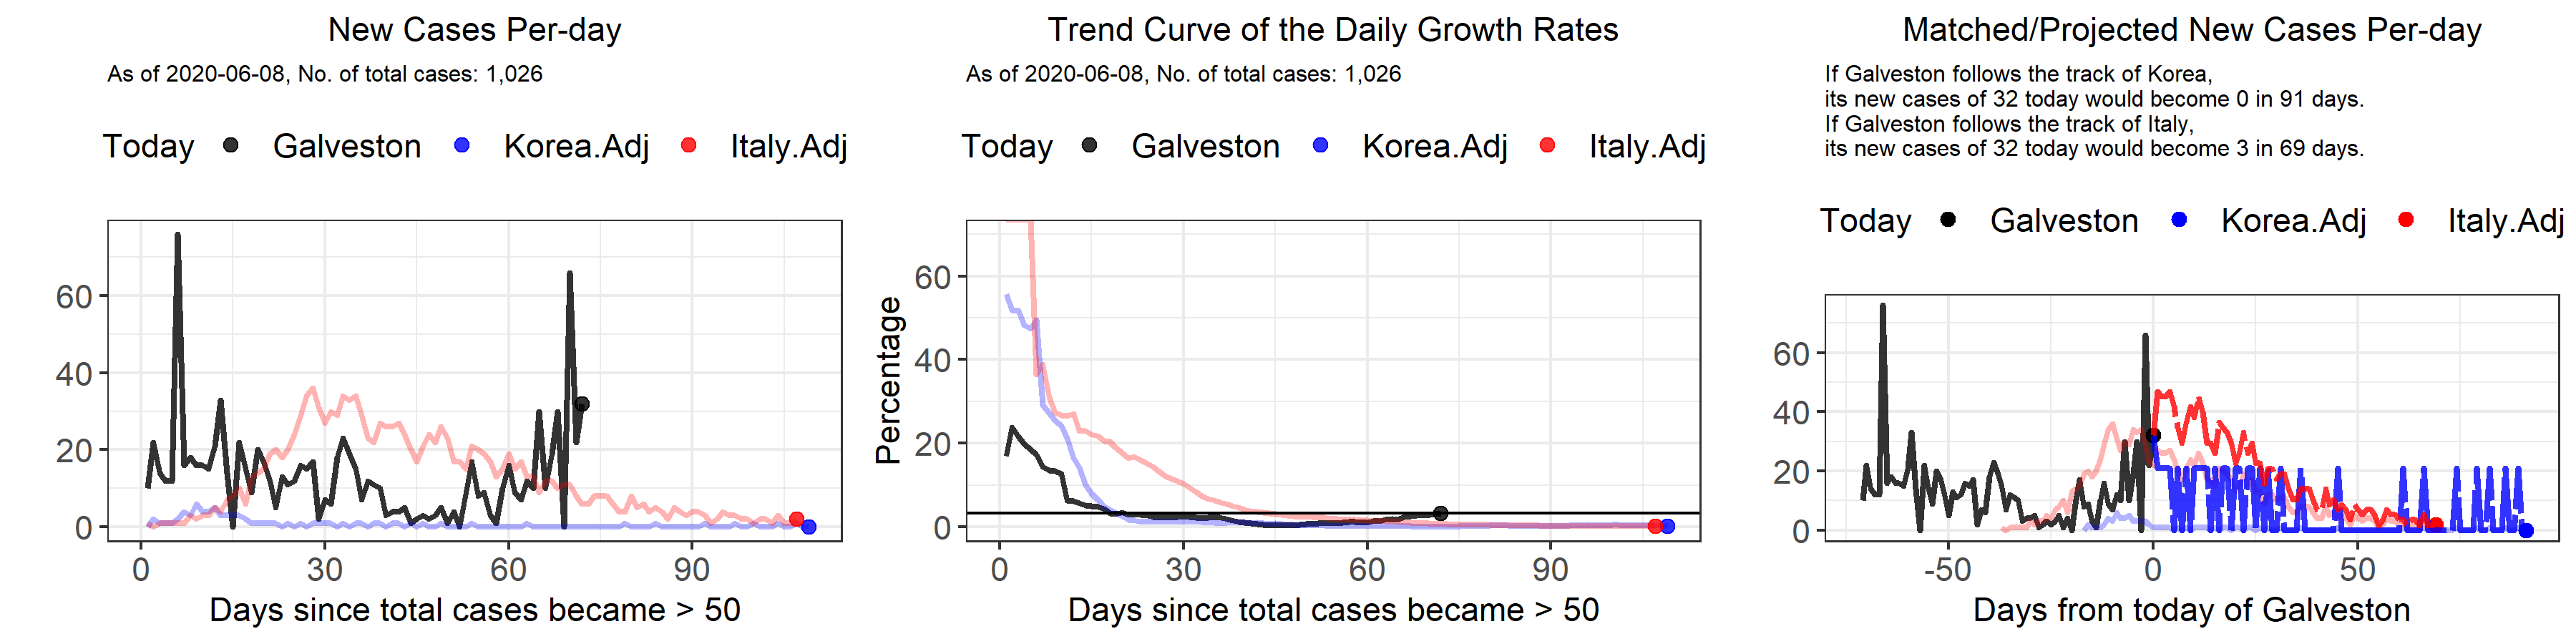 New Cases Per-day
As of 2020-06-08, No. of total cases: 1,026
Today Galveston Korea.Adj Italy.Adj
60
40
20
0
0 30 60 90
Days since total cases became > 50
Trend Curve of the Daily Growth Rates
As of 2020-06-08, No. of total cases: 1,026
Today Galveston Korea.Adj Italy.Adj
Percentage
60
40
20
0
0 30 60 90
Days since total cases became > 50
Matched/Projected New Cases Per-day
If Galveston follows the track of Korea,
its new cases of 32 today would become 0 in 91 days.
If Galveston follows the track of Italy,
its new cases of 32 today would become 3 in 69 days.
Today Galveston Korea.Adj Italy.Adj
60
40
20
0
-50 0 50
Days from today of Galveston